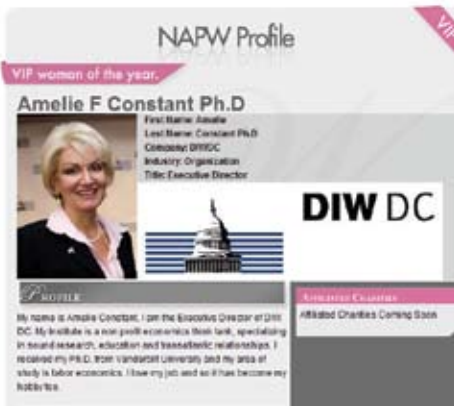 NAPW Profile
VIP
VIP woman of the year.
Amelie F Constant Ph.D
First Name: Amelie
Last Name: Constant Ph.D
Company: DIWDC
Industry: Organization
Title: Executive Director
DIW DC
PROFILE
My name is Amelie Constant. I am the Executive Director of DIW
DC. My institute is a non profit economics think tank, specializing
in sound research, education and transatlantic relationships. I
received my PH.D. from Vanderbilt University and my area of
study is labor economics. I love my job and so it has become my
hobby too.
AFFILIATED CHARITIES
Affiliated Charities Coming Soon